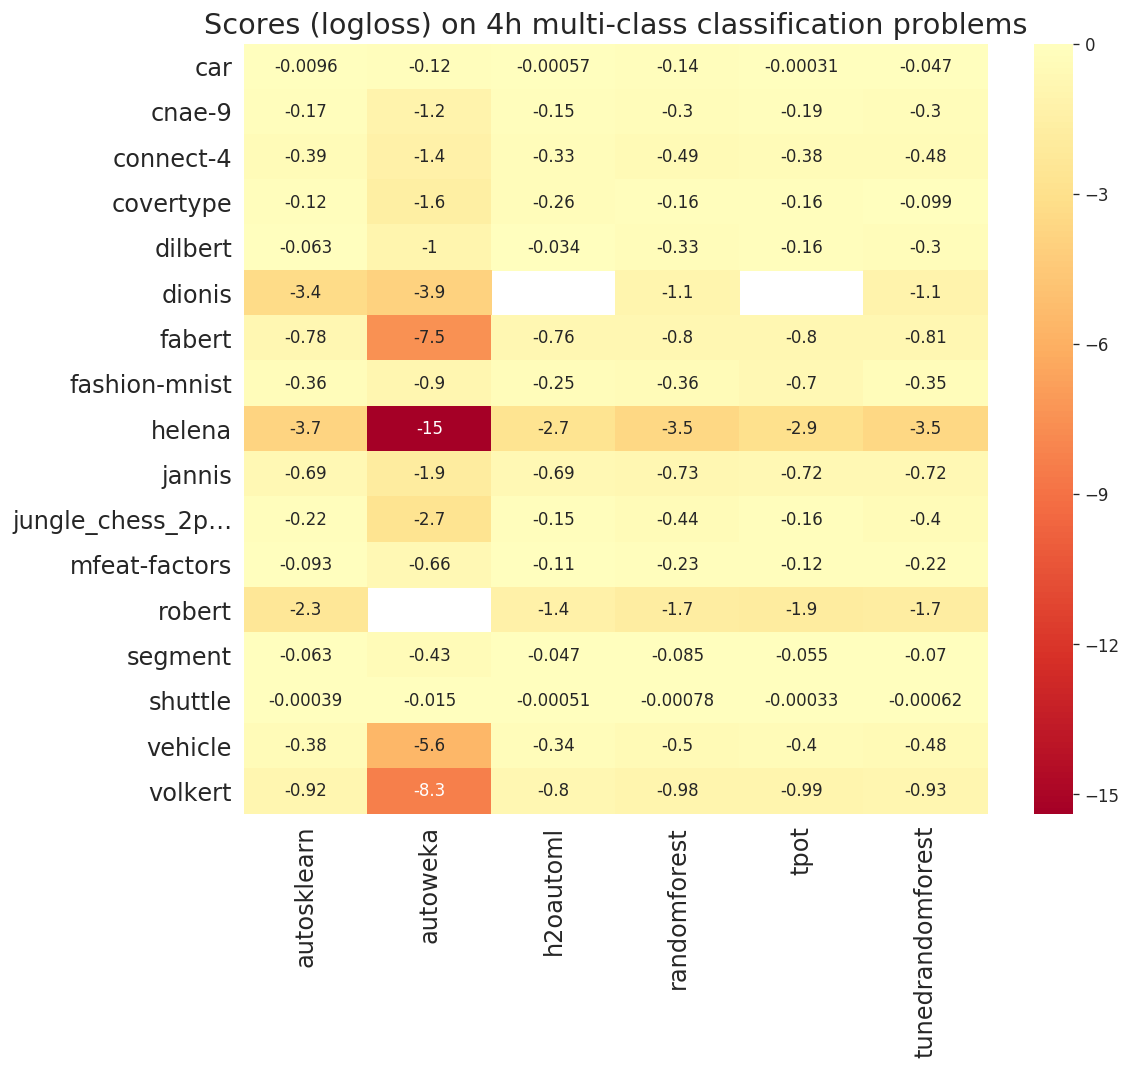 Scores (logloss) on 4h multi-class classification problems
car -0.0096 -0.12 -0.00057 -0.14 -0.00031 -0.047
cnae-9 -0.17 -1.2 -0.15 -0.3 -0.19 -0.3
connect-4 -0.39 -1.4 -0.33 -0.49 -0.38 -0.48
covertype -0.12 -1.6 -0.26 -0.16 -0.16 -0.099
dilbert -0.063 -1 -0.034 -0.33 -0.16 -0.3
dionis -3.4 -3.9 -1.1 -1.1
fabert -0.78 -7.5 -0.76 -0.8 -0.8 -0.81
fashion-mnist -0.36 -0.9 -0.25 -0.36 -0.7 -0.35
helena -3.7 -15 -2.7 -3.5 -2.9 -3.5
jannis -0.69 -1.9 -0.69 -0.73 -0.72 -0.72
jungle_chess_2p… -0.22 -2.7 -0.15 -0.44 -0.16 -0.4
mfeat-factors -0.093 -0.66 -0.11 -0.23 -0.12 -0.22
robert -2.3 -1.4 -1.7 -1.9 -1.7
segment -0.063 -0.43 -0.047 -0.085 -0.055 -0.07
shuttle -0.00039 -0.015 -0.00051 -0.00078 -0.00033 -0.00062
vehicle -0.38 -5.6 -0.34 -0.5 -0.4 -0.48
volkert -0.92 -8.3 -0.8 -0.98 -0.99 -0.93
autosklearn
autoweka
h2oautoml
randomforest
tpot
tunedrandomforest
0
−3
−6
−9
−12
−15